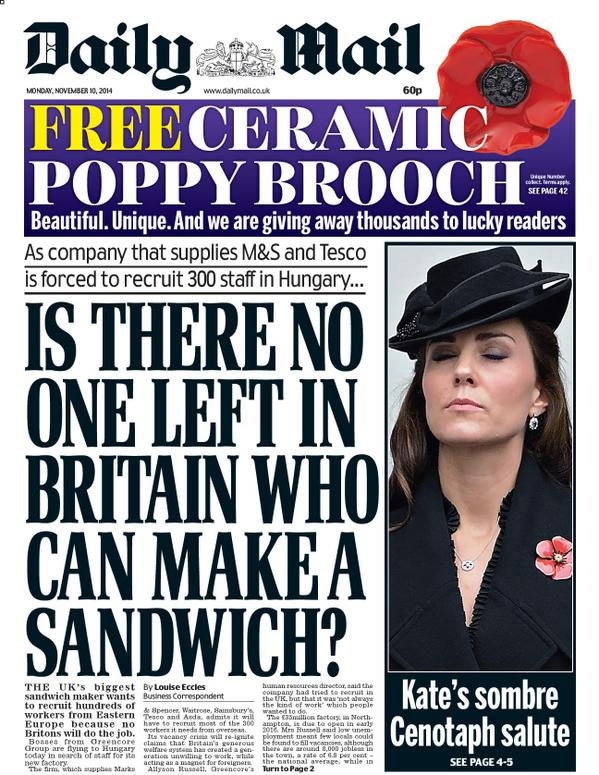 Daily Mail
MONDAY, NOVEMBER 10, 2014
www.dailymail.co.uk
60p
FREE CERAMIC
POPPY BROOCH
Unique Number
collect. Terms apply.
SEE PAGE 42
Beautiful. Unique. And we are giving away thousands to lucky readers
As company that supplies M&S and Tesco
is forced to recruit 300 staff in Hungary...
IS THERE NO
ONE LEFT IN
BRITAIN WHO
CAN MAKE A
SANDWICH?
THE UK's biggest
sandwich maker wants
to recruit hundreds of
workers from Eastern
Europe because no
Britons will do the job.
Bosses from Greencore
Group are flying to Hungary
today in search of staff for its
new factory.
The firm, which supplies Marks
By Louise Eccles
Business Correspondent
& Spencer, Waitrose, Sainsbury's,
Tesco and Asda, admits it will
have to recruit most of the 300
workers it needs from overseas.
The vacancy crisis will re-ignite
claims that Britain's generous
welfare system has created a gen-
eration unwilling to work, while
acting as a magnet for foreigners.
Allyson Russell, Greencore's
human resources director, said the
company had tried to recruit in
the UK, but that it was 'not always
the kind of work' which people
wanted to do.
The £35million factory, in North-
ampton, is due to open in early
2016. Mrs Russell said low unem-
ployment meant few locals could
be found to fill vacancies, although
there are around 8,000 jobless in
the town, a rate of 6.8 per cent –
the national average, while its
Turn to Page 2
Kate's sombre
Cenotaph salute
SEE PAGE 4-5